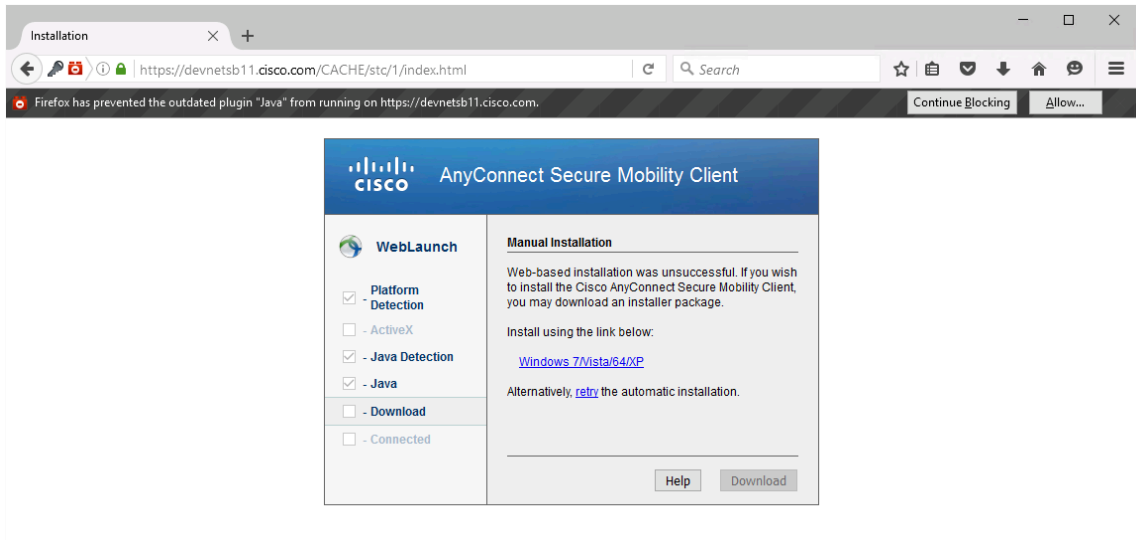 Installation
https://devnetsb11.cisco.com/CACHE/stc/1/index.html
Search
Firefox has prevented the outdated plugin "Java" from running on https://devnetsb11.cisco.com.
Continue Blocking
Allow...
CISCO
AnyConnect Secure Mobility Client
WebLaunch
- Platform
Detection
- ActiveX
- Java Detection
- Java
- Download
- Connected
Manual Installation
Web-based installation was unsuccessful. If you wish
to install the Cisco AnyConnect Secure Mobility Client,
you may download an installer package.
Install using the link below:
Windows 7/Vista/64/XP
Alternatively, retry the automatic installation.
Help
Download